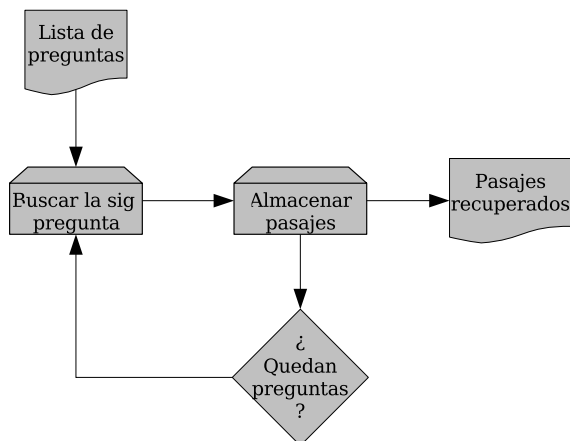 Lista de
preguntas
Buscar la sig
pregunta
Almacenar
pasajes
Pasajes
recuperados
¿
Quedan
preguntas
?